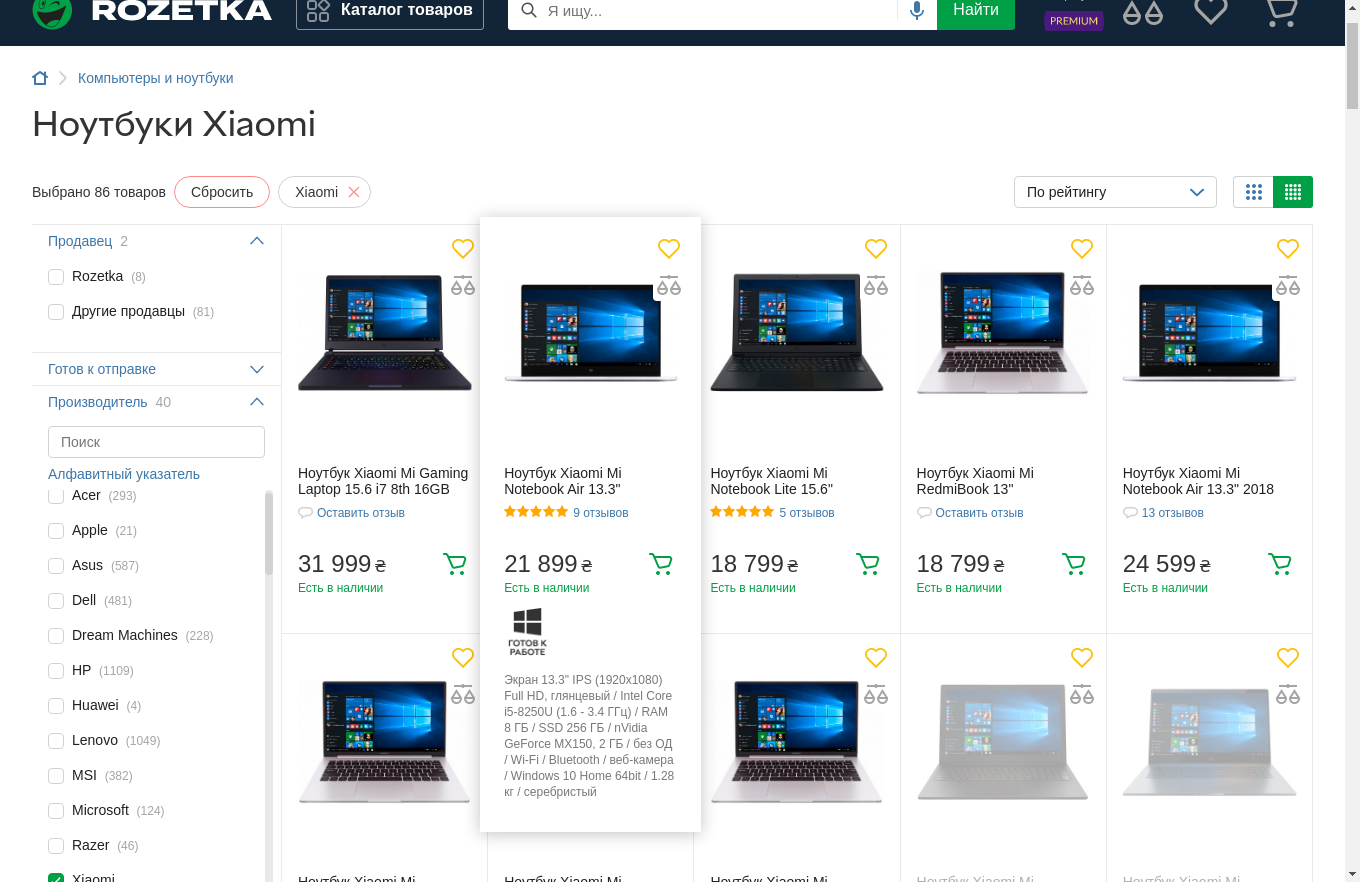 ROZETKA
Каталог товаров
Я ищу...
Найти
PREMIUM
Компьютеры и ноутбуки
Ноутбуки Xiaomi
Выбрано 86 товаров
Сбросить
Xiaomi
По рейтингу
Продавец 2
Rozetka (8)
Другие продавцы (81)
Готов к отправке
Производитель 40
Поиск
Алфавитный указатель
Acer (293)
Apple (21)
Asus (587)
Dell (481)
Dream Machines (228)
HP (1109)
Huawei (4)
Lenovo (1049)
MSI (382)
Microsoft (124)
Razer (46)
Xiaomi
Ноутбук Xiaomi Mi Gaming
Laptop 15.6 i7 8th 16GB
Оставить отзыв
31 999 ₴
Есть в наличии
Ноутбук Xiaomi Mi
Notebook Air 13.3"
9 отзывов
21 899 ₴
Есть в наличии
ГОТОВ К
РАБОТЕ
Экран 13.3" IPS (1920x1080)
Full HD, глянцевый / Intel Core
i5-8250U (1.6 - 3.4 ГГц) / RAM
8 ГБ / SSD 256 ГБ / nVidia
GeForce MX150, 2 ГБ / без ОД
/ Wi-Fi / Bluetooth / веб-камера
/ Windows 10 Home 64bit / 1.28
кг / серебристый
Ноутбук Xiaomi Mi
Notebook Lite 15.6"
5 отзывов
18 799 ₴
Есть в наличии
Ноутбук Xiaomi Mi
RedmiBook 13"
Оставить отзыв
18 799 ₴
Есть в наличии
Ноутбук Xiaomi Mi
Notebook Air 13.3" 2018
13 отзывов
24 599 ₴
Есть в наличии
Ноутбук Xiaomi Mi
Ноутбук Xiaomi Mi
Ноутбук Xiaomi Mi
Ноутбук Xiaomi Mi
Ноутбук Xiaomi Mi